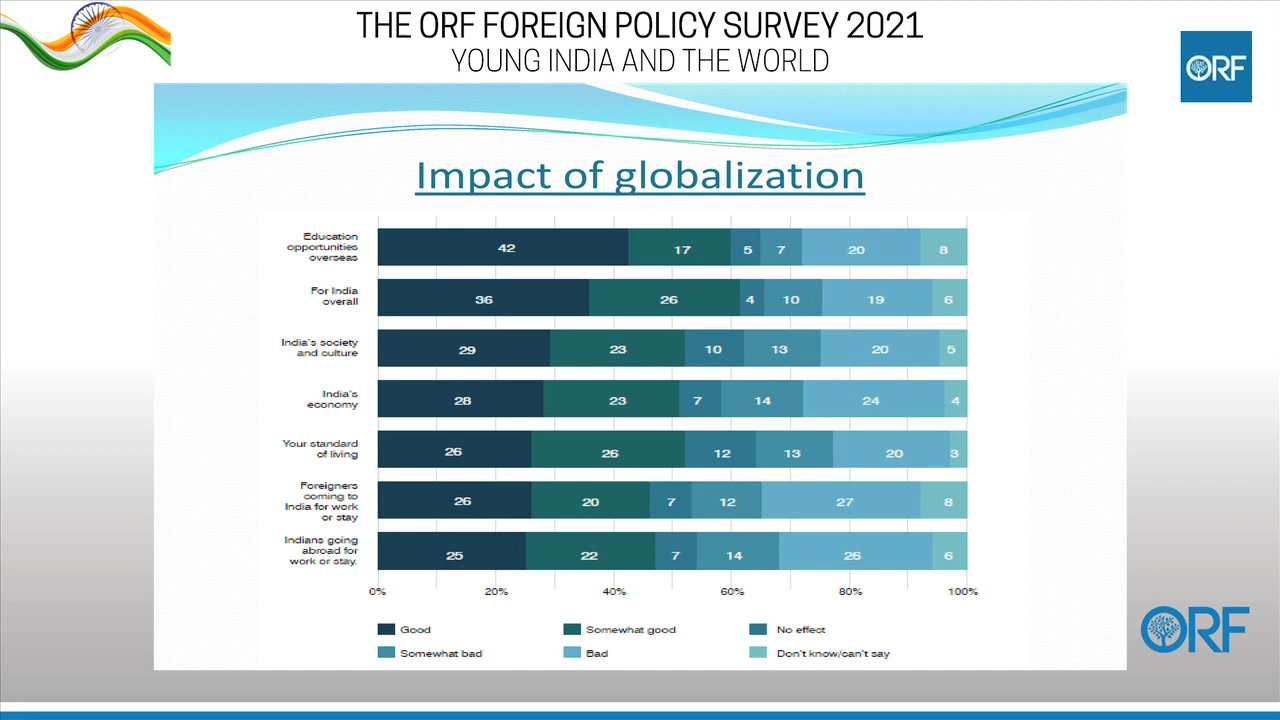 THE ORF FOREIGN POLICY SURVEY 2021
YOUNG INDIA AND THE WORLD
ORF
Impact of globalization
Education
opportunities
overseas
42 17 5 7 20 8
For India
overall
36 26 4 10 19 6
India's society
and culture
29 23 10 13 20 5
India's
economy
28 23 7 14 24 4
Your standard
of living
26 26 12 13 20 3
Foreigners
coming to
India for work
or stay
26 20 7 12 27 8
Indians going
abroad for
work or stay.
25 22 7 14 26 6
0% 20% 40% 60% 80% 100%
Good Somewhat good No effect
Somewhat bad Bad Don't know/can't say
ORF